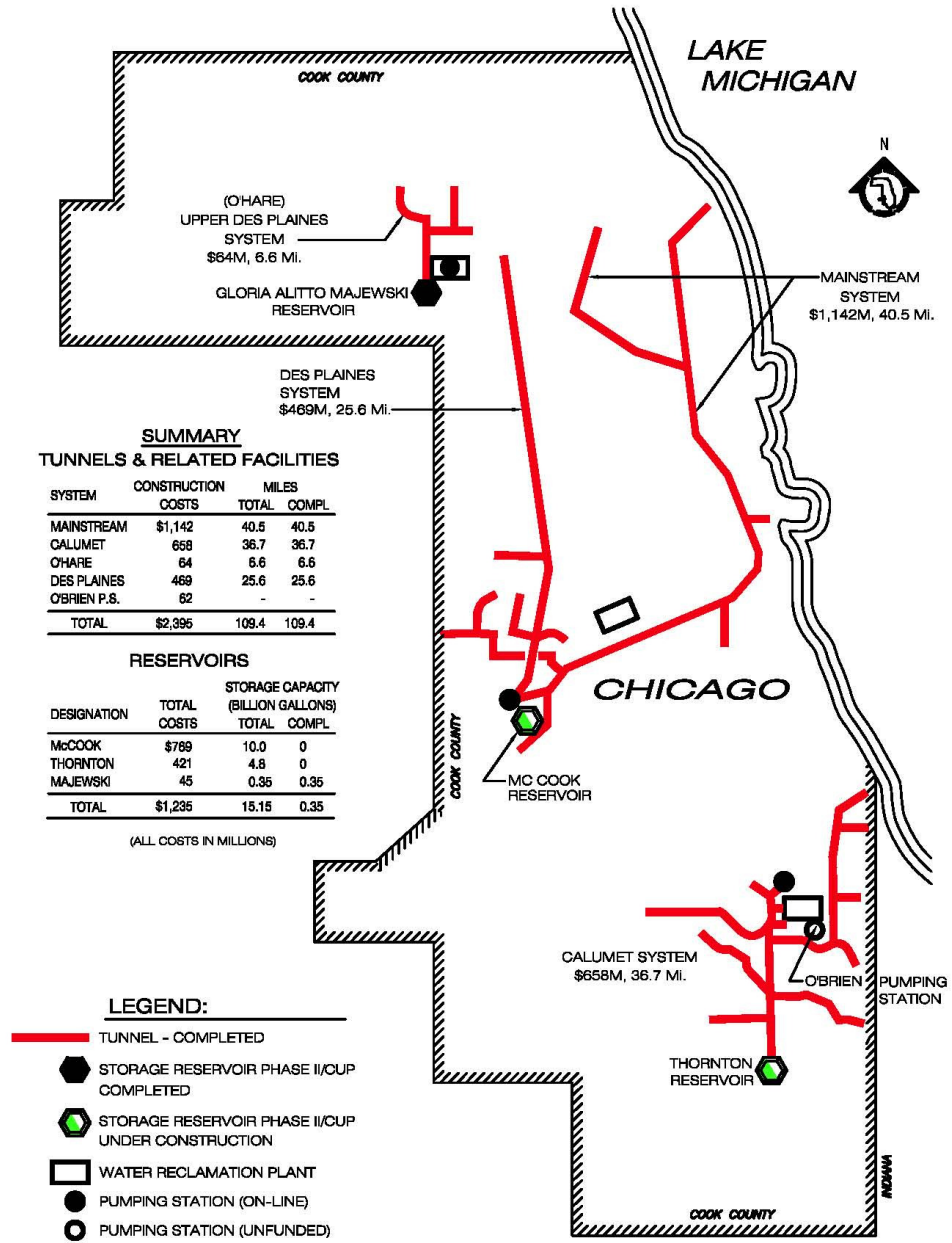 LAKE
MICHIGAN
COOK COUNTY
N
(O'HARE)
UPPER DES PLAINES
SYSTEM
$64M, 6.6 Mi.
GLORIA ALITTO MAJEWSKI
RESERVOIR
MAINSTREAM
SYSTEM
$1,142M, 40.5 Mi.
DES PLAINES
SYSTEM
$469M, 25.6 Mi.
SUMMARY
TUNNELS & RELATED FACILITIES
SYSTEM CONSTRUCTION COSTS MILES TOTAL COMPL
MAINSTREAM $1,142 40.5 40.5
CALUMET 658 36.7 36.7
O'HARE 64 6.6 6.6
DES PLAINES 469 25.6 25.6
O'BRIEN P.S. 62 - -
TOTAL $2,395 109.4 109.4
RESERVOIRS
DESIGNATION TOTAL COSTS STORAGE CAPACITY (BILLION GALLONS) TOTAL COMPL
McCOOK $769 10.0 0
THORNTON 421 4.8 0
MAJEWSKI 45 0.35 0.35
TOTAL $1,235 15.15 0.35
(ALL COSTS IN MILLIONS)
CHICAGO
COOK COUNTY
MC COOK
RESERVOIR
CALUMET SYSTEM
$658M, 36.7 Mi.
O'BRIEN PUMPING
STATION
THORNTON
RESERVOIR
INDIANA
COOK COUNTY
LEGEND:
TUNNEL - COMPLETED
STORAGE RESERVOIR PHASE II/CUP
COMPLETED
STORAGE RESERVOIR PHASE II/CUP
UNDER CONSTRUCTION
WATER RECLAMATION PLANT
PUMPING STATION (ON-LINE)
PUMPING STATION (UNFUNDED)